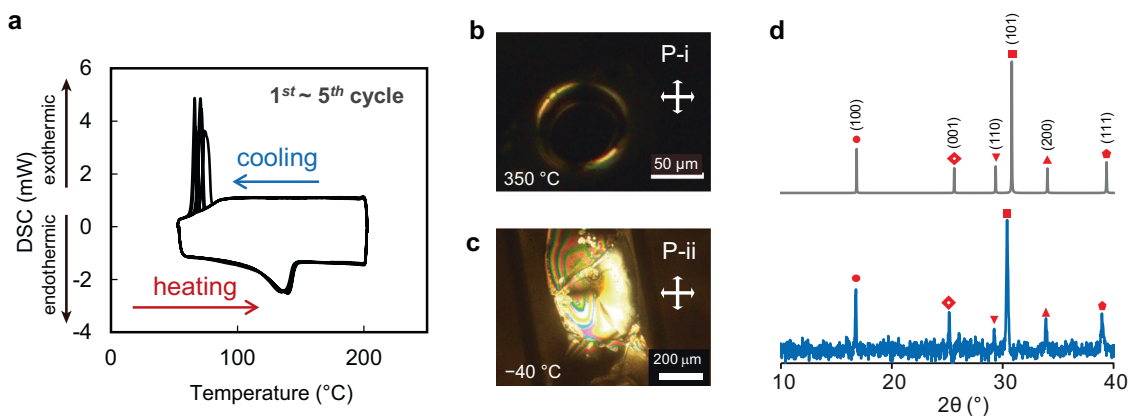 a
6
4
2
0
-2
-4
DSC (mW)
exothermic
endothermic
1st ~ 5th cycle
cooling
heating
0
100
200
Temperature (°C)
b
P-i
350 °C
50 μm
c
P-ii
−40 °C
200 μm
d
(100)
(001)
(110)
(101)
(200)
(111)
10
20
30
40
2θ (°)